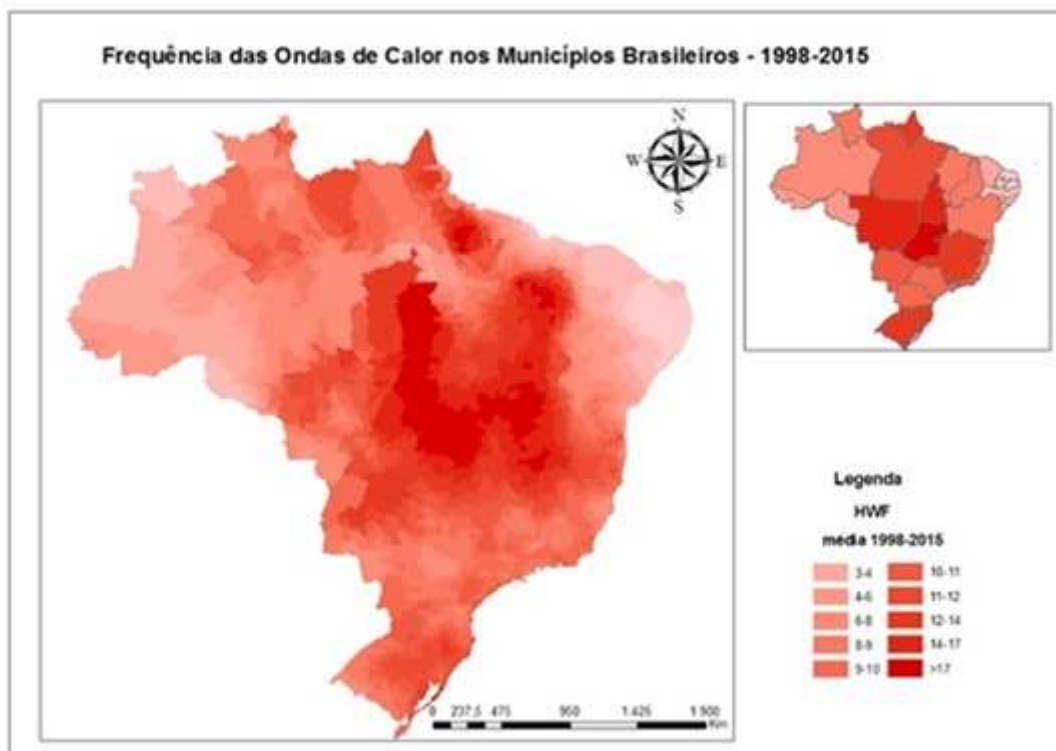 Frequência das Ondas de Calor nos Municípios Brasileiros - 1998-2015
N
W E
S
Legenda
HWF
média 1998-2015
3-4 10-11
4-6 11-12
6-8 12-14
8-9 14-17
9-10 >17
0 237,5 475 950 1.425 1.900
Km